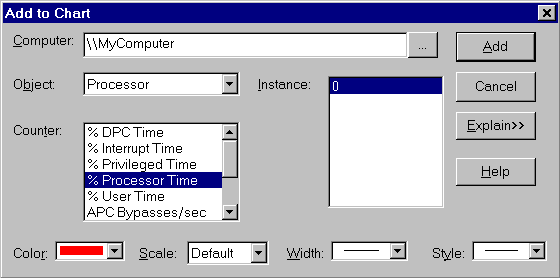 Add to Chart
Computer: \\MyComputer ... Add
Object: Processor Instance: 0 Cancel
Explain>>
Counter: % DPC Time
% Interrupt Time
% Privileged Time
% Processor Time
% User Time
APC Bypasses/sec
Help
Color: Scale: Default Width: Style: